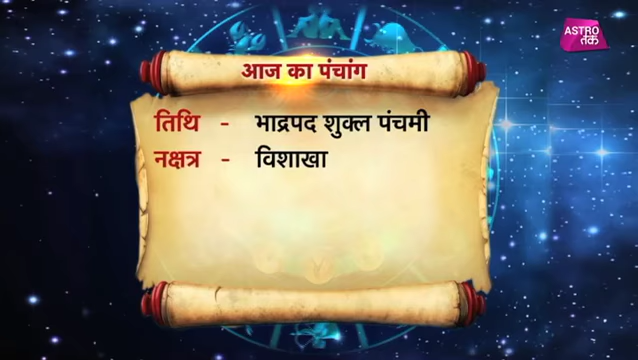 ASTRO
तक
आज का पंचांग
तिथि - भाद्रपद शुक्ल पंचमी
नक्षत्र - विशाखा